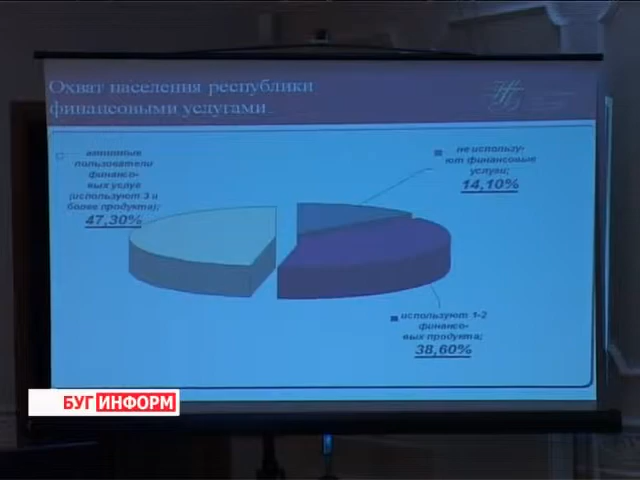 Охват населения республики
финансовыми услугами
активные
пользователи
финансо-
вых услуг
(используют 3 и
более продукта);
47,30%
не использу-
ют финансовые
услуги;
14,10%
используют 1-2
финансо-
вых продукта;
38,60%
БУГ ИНФОРМ